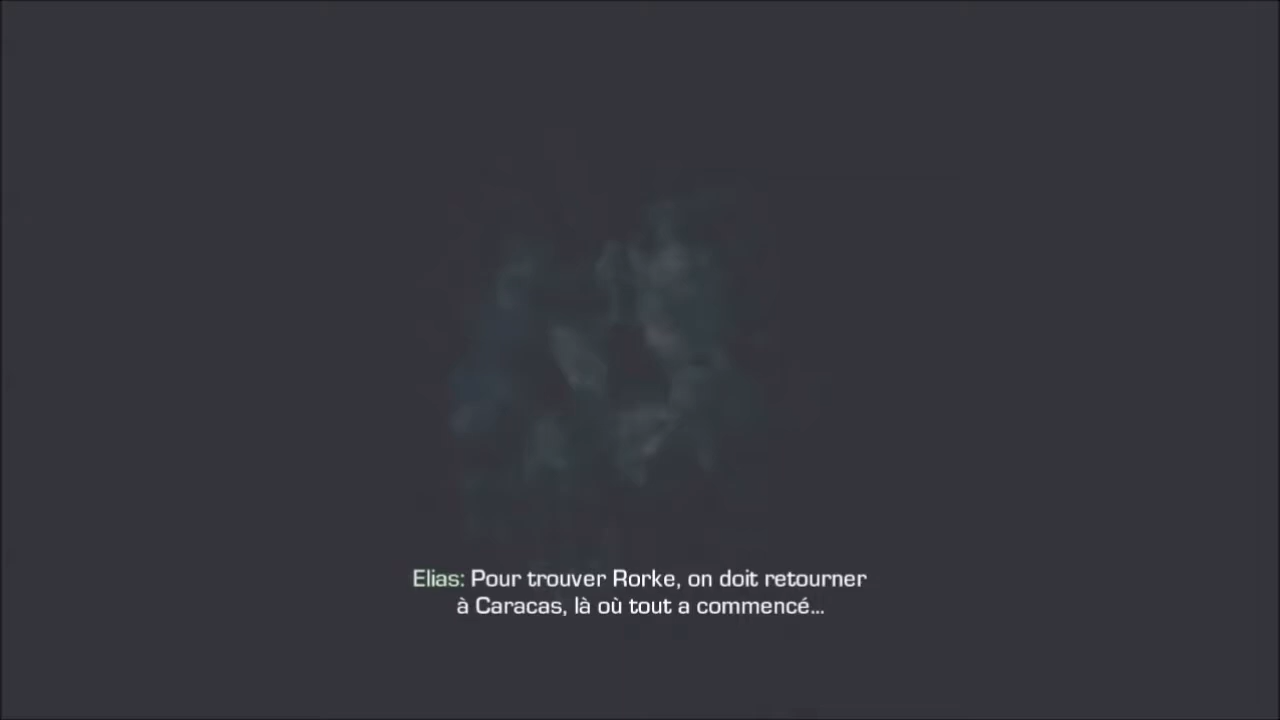 Elias: Pour trouver Rorke, on doit retourner
à Caracas, là où tout a commencé...